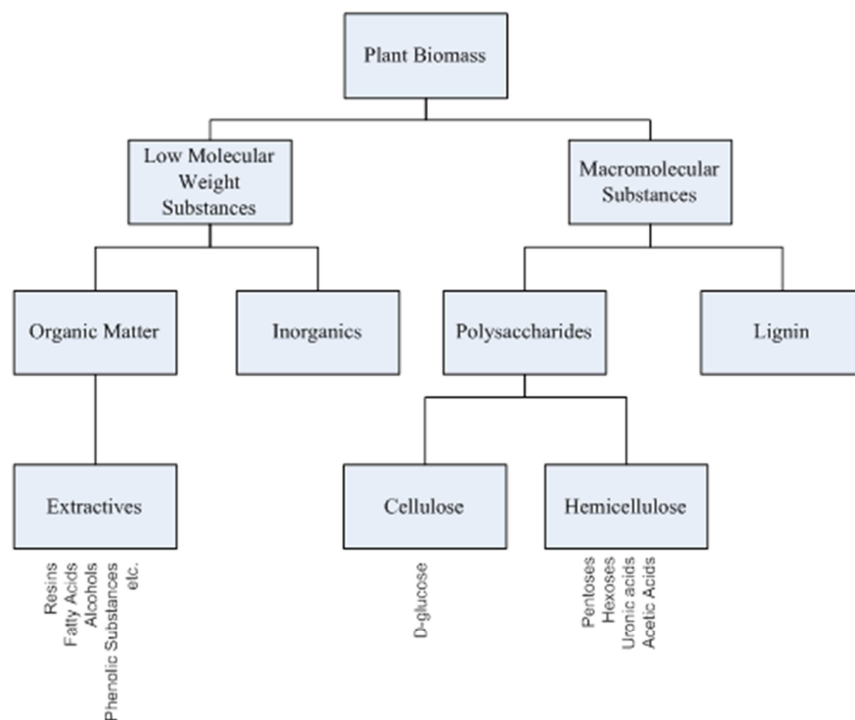 Plant Biomass
Low Molecular
Weight
Substances
Macromolecular
Substances
Organic Matter
Inorganics
Polysaccharides
Lignin
Extractives
Cellulose
Hemicellulose
Resins
Fatty Acids
Alcohols
Phenolic Substances
etc.
D-glucose
Pentoses
Hexoses
Uronic acids
Acetic Acids